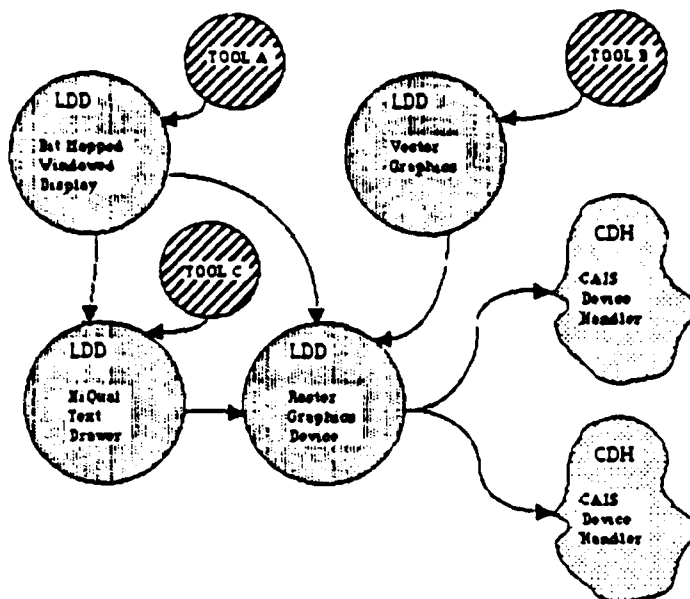 TOOL A
TOOL B
LDD
Bit Mapped
Windowed
Display
LDD
Vector
Graphics
TOOL C
CDH
CAIS
Device
Handler
LDD
HiQual
Text
Drawer
LDD
Raster
Graphics
Device
CDH
CAIS
Device
Handler